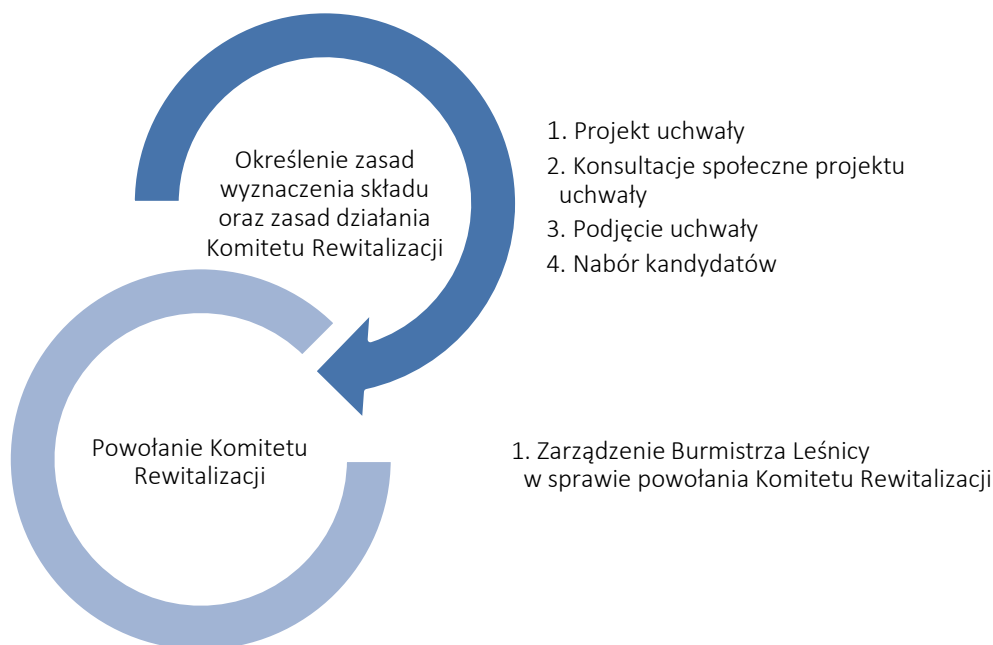 Określenie zasad
wyznaczenia składu
oraz zasad działania
Komitetu Rewitalizacji
1. Projekt uchwały
2. Konsultacje społeczne projektu
uchwały
3. Podjęcie uchwały
4. Nabór kandydatów
Powołanie Komitetu
Rewitalizacji
1. Zarządzenie Burmistrza Leśnicy
w sprawie powołania Komitetu Rewitalizacji